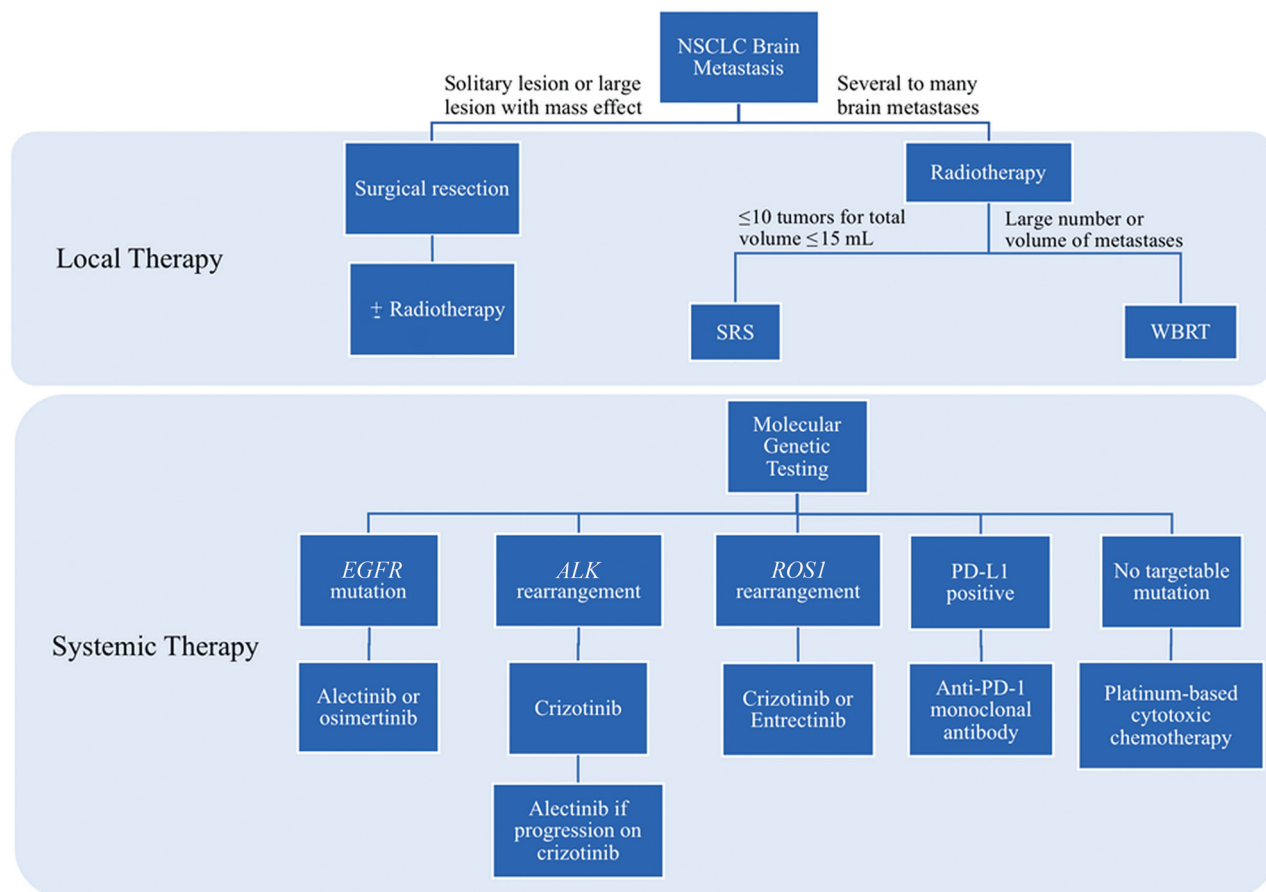 NSCLC Brain
Metastasis
Solitary lesion or large
lesion with mass effect
Several to many
brain metastases
Local Therapy
Surgical resection
± Radiotherapy
Radiotherapy
≤10 tumors for total
volume ≤15 mL
Large number or
volume of metastases
SRS
WBRT
Systemic Therapy
Molecular
Genetic
Testing
EGFR
mutation
ALK
rearrangement
ROS1
rearrangement
PD-L1
positive
No targetable
mutation
Alectinib or
osimertinib
Crizotinib
Crizotinib or
Entrectinib
Anti-PD-1
monoclonal
antibody
Platinum-based
cytotoxic
chemotherapy
Alectinib if
progression on
crizotinib